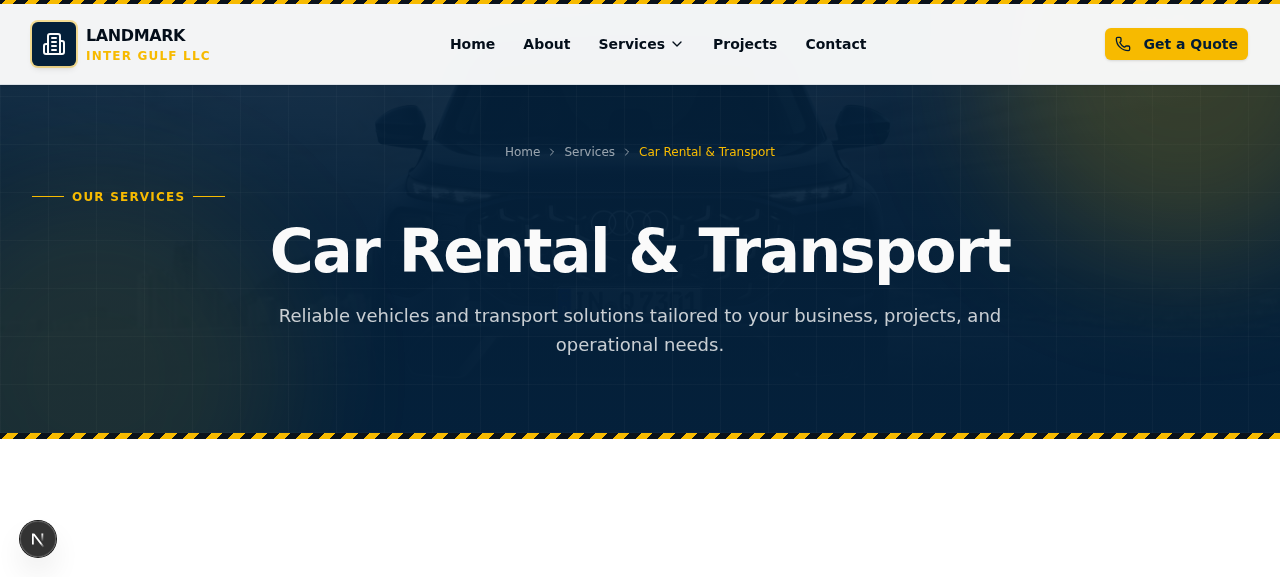 LANDMARK
INTER GULF LLC
Home
About
Services
Projects
Contact
Get a Quote
Home
Services
Car Rental & Transport
OUR SERVICES
Car Rental & Transport
Reliable vehicles and transport solutions tailored to your business, projects, and
operational needs.
N